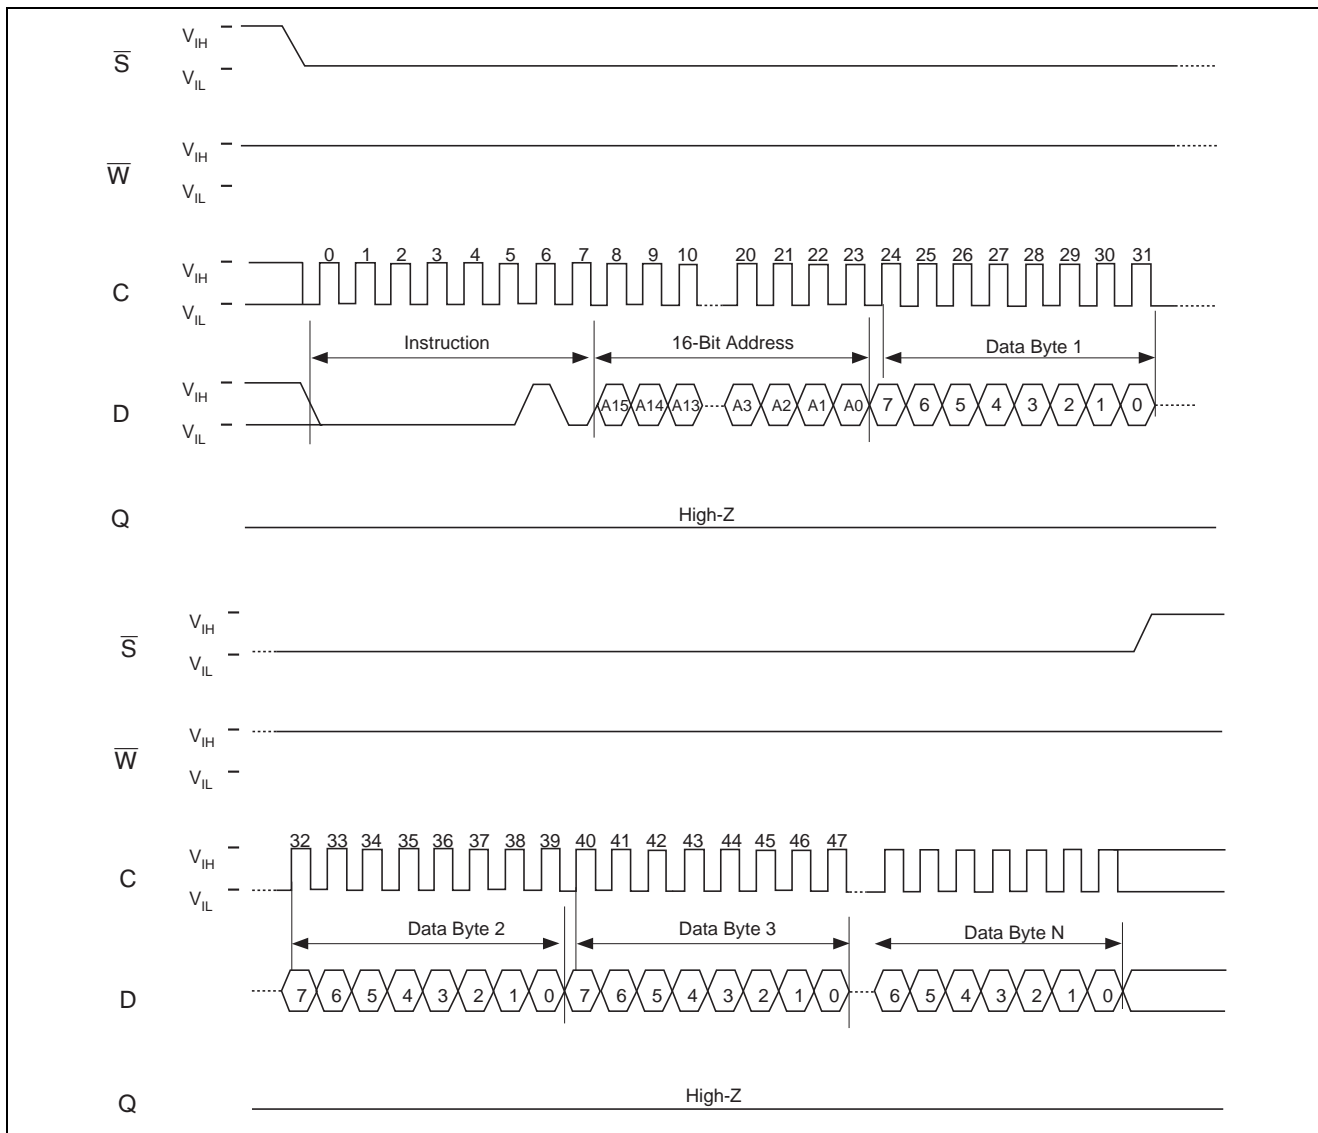 S̅
V_IH
V_IL
W̅
V_IH
V_IL
0 1 2 3 4 5 6 7 8 9 10 20 21 22 23 24 25 26 27 28 29 30 31
C
V_IH
V_IL
Instruction 16-Bit Address Data Byte 1
D
V_IH
V_IL
A15 A14 A13 A3 A2 A1 A0 7 6 5 4 3 2 1 0
Q
High-Z
S̅
V_IH
V_IL
W̅
V_IH
V_IL
32 33 34 35 36 37 38 39 40 41 42 43 44 45 46 47
C
V_IH
V_IL
Data Byte 2 Data Byte 3 Data Byte N
D
7 6 5 4 3 2 1 0 7 6 5 4 3 2 1 0 6 5 4 3 2 1 0
Q
High-Z